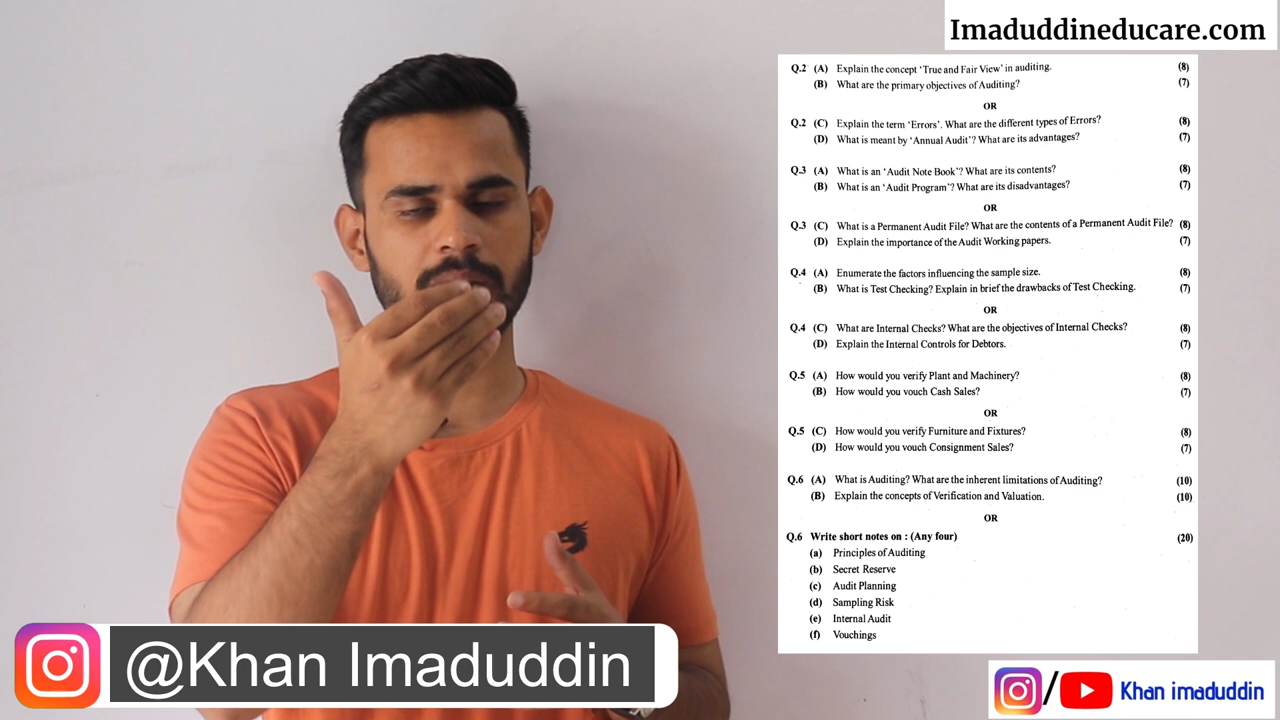 Imaduddineducare.com
Q.2 (A) Explain the concept 'True and Fair View' in auditing. (8)
(B) What are the primary objectives of Auditing? (7)
OR
Q.2 (C) Explain the term 'Errors'. What are the different types of Errors? (8)
(D) What is meant by 'Annual Audit'? What are its advantages? (7)
Q.3 (A) What is an 'Audit Note Book'? What are its contents? (8)
(B) What is an 'Audit Program'? What are its disadvantages? (7)
OR
Q.3 (C) What is a Permanent Audit File? What are the contents of a Permanent Audit File? (8)
(D) Explain the importance of the Audit Working papers. (7)
Q.4 (A) Enumerate the factors influencing the sample size. (8)
(B) What is Test Checking? Explain in brief the drawbacks of Test Checking. (7)
OR
Q.4 (C) What are Internal Checks? What are the objectives of Internal Checks? (8)
(D) Explain the Internal Controls for Debtors. (7)
Q.5 (A) How would you verify Plant and Machinery? (8)
(B) How would you vouch Cash Sales? (7)
OR
Q.5 (C) How would you verify Furniture and Fixtures? (8)
(D) How would you vouch Consignment Sales? (7)
Q.6 (A) What is Auditing? What are the inherent limitations of Auditing? (10)
(B) Explain the concepts of Verification and Valuation. (10)
OR
Q.6 Write short notes on : (Any four) (20)
(a) Principles of Auditing
(b) Secret Reserve
(c) Audit Planning
(d) Sampling Risk
(e) Internal Audit
(f) Vouchings
@Khan Imaduddin
/ Khan imaduddin